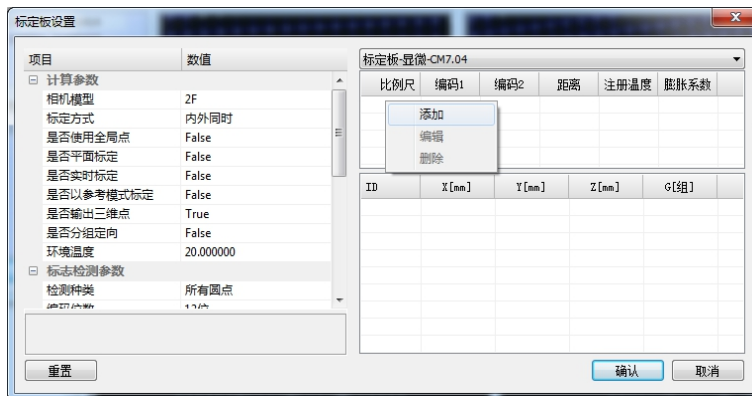 标定板设置
项目 数值
计算参数
相机模型 2F
标定方式 内外同时
是否使用全局点 False
是否平面标定 False
是否实时标定 False
是否以参考模式标定 False
是否输出三维点 True
是否分组定向 False
环境温度 20.000000
标志检测参数
检测种类 所有圆点
编码位数 12位
重置
标定板-显微-CM7.04
比例尺 编码1 编码2 距离 注册温度 膨胀系数
添加
编辑
删除
ID X[mm] Y[mm] Z[mm] G[组]
确认 取消